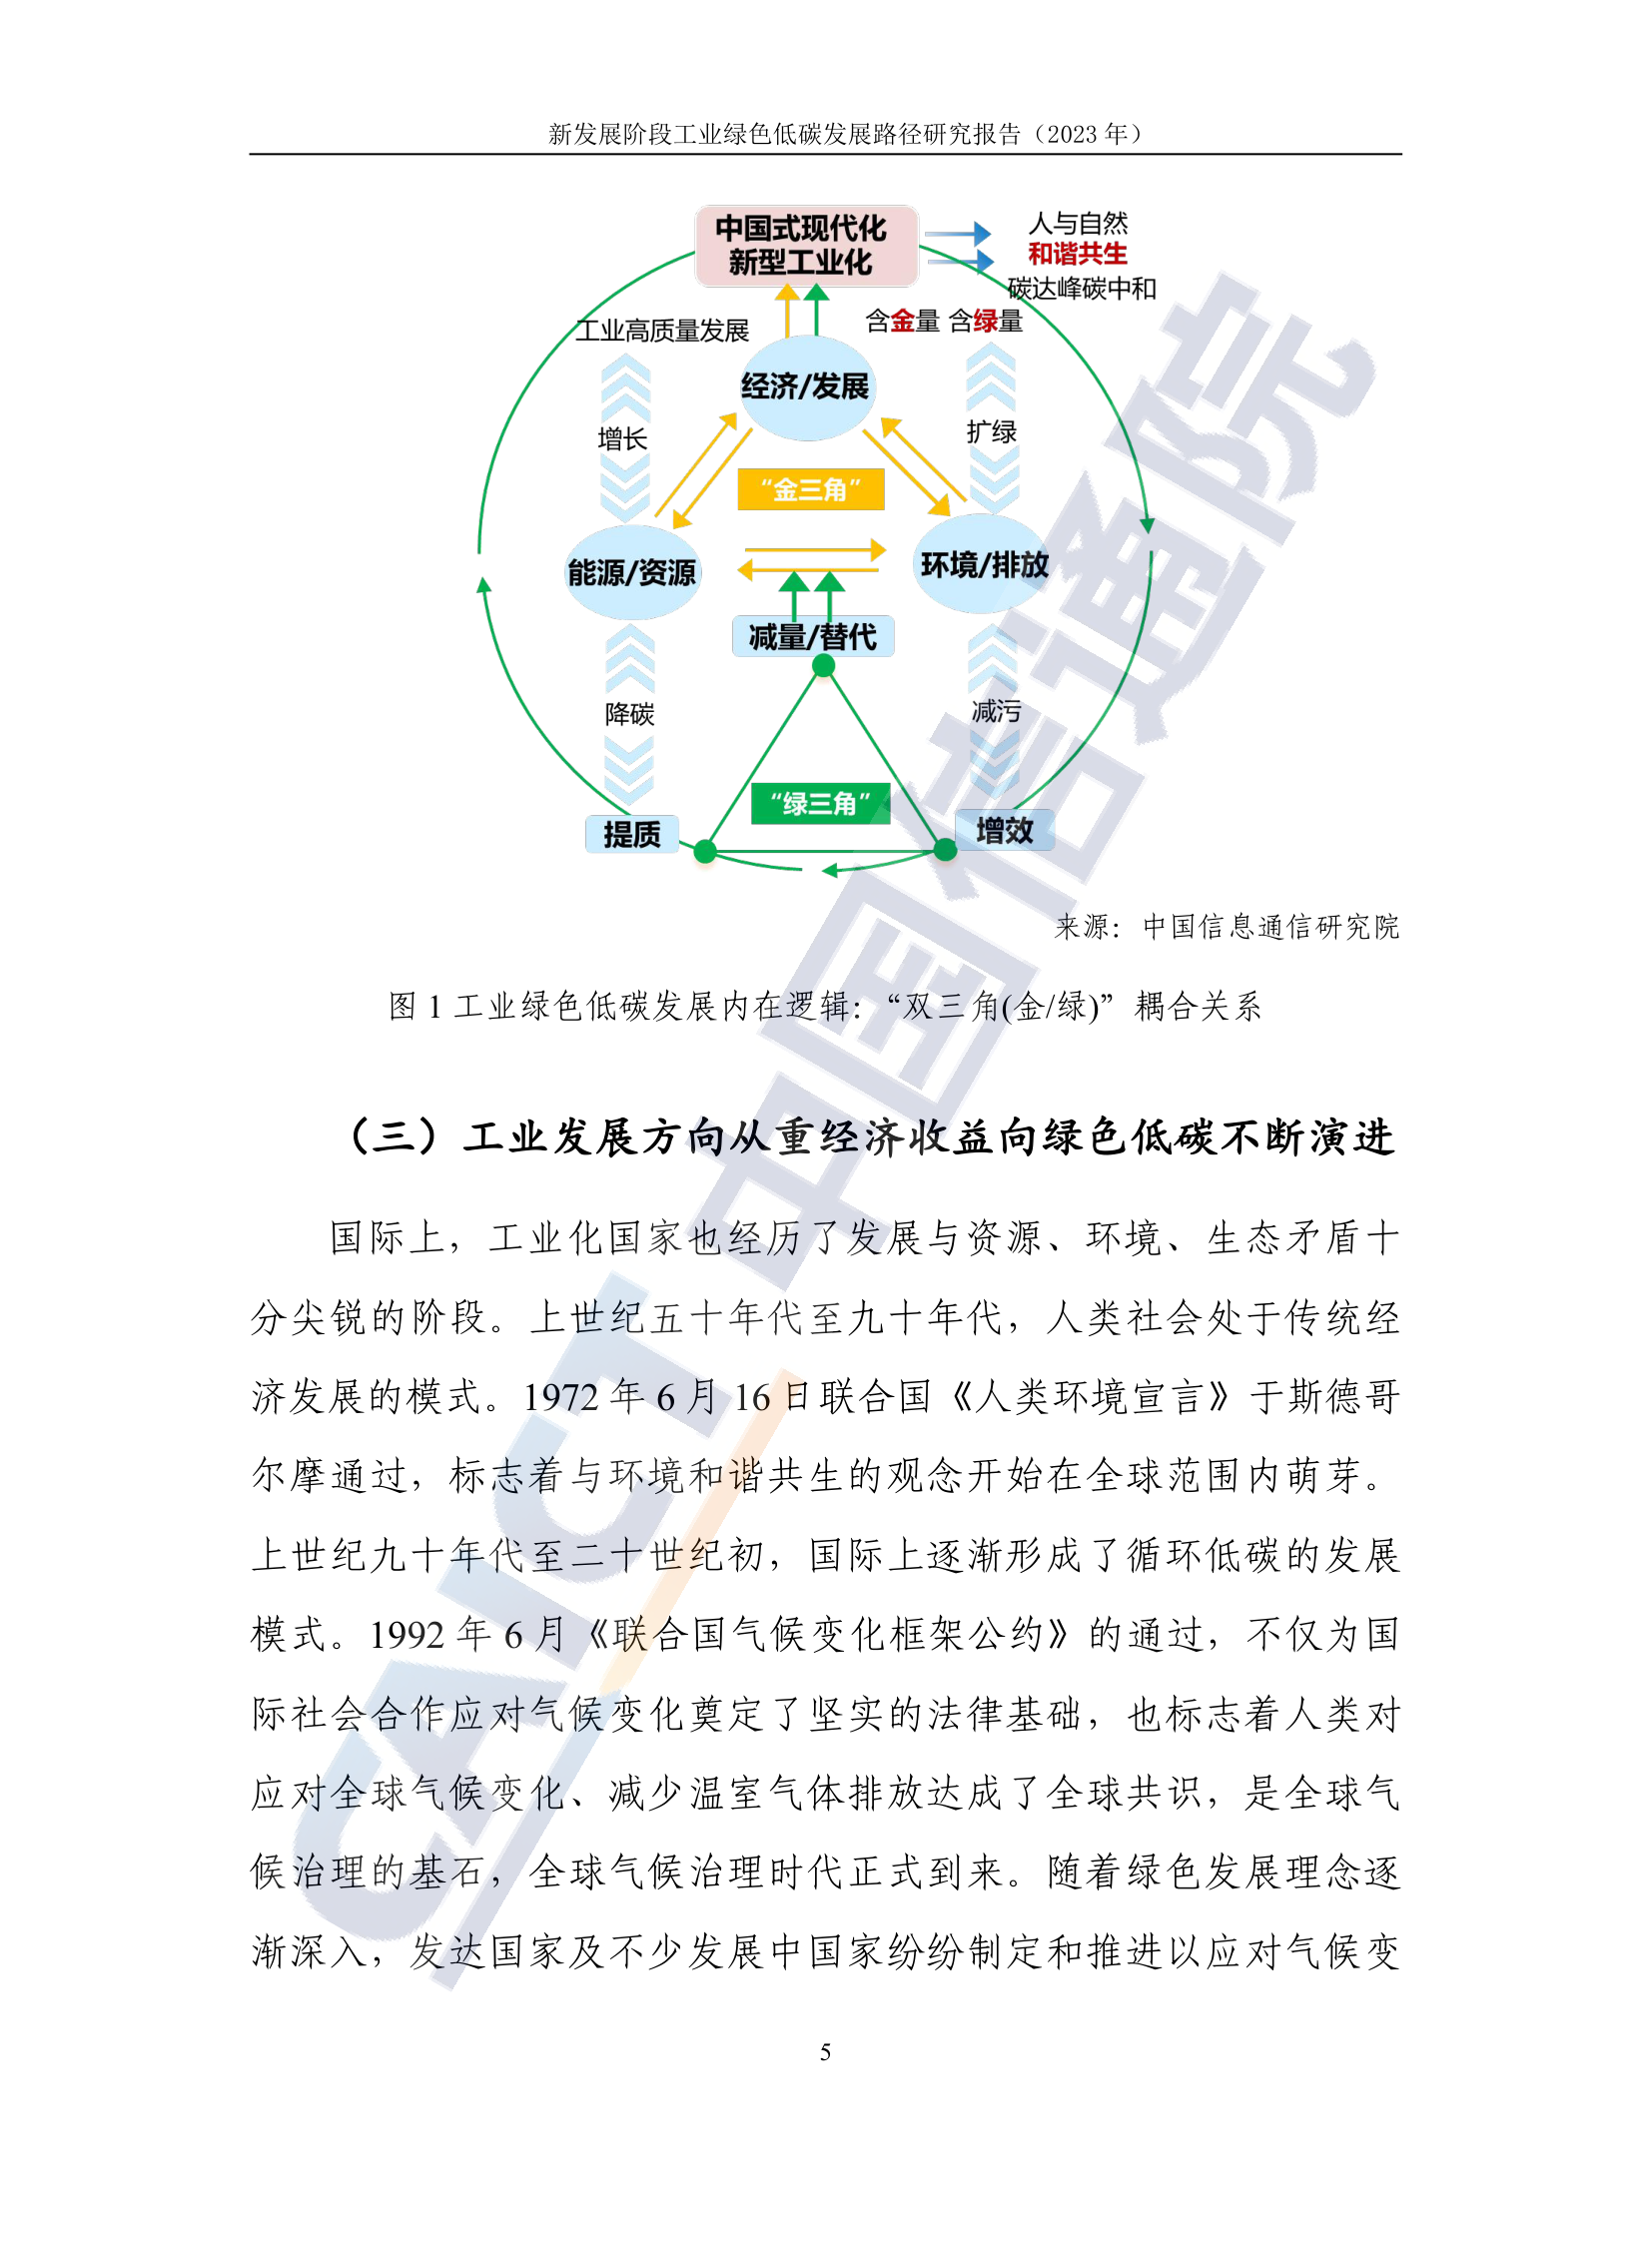 新发展阶段工业绿色低碳发展路径研究报告（2023 年）
中国式现代化
新型工业化
人与自然
和谐共生
碳达峰碳中和
工业高质量发展
含金量 含绿量
经济/发展
增长
扩绿
“金三角”
能源/资源
环境/排放
减量/替代
降碳
减污
“绿三角”
提质
增效
来源：中国信息通信研究院
图 1 工业绿色低碳发展内在逻辑：“双三角(金/绿)”耦合关系
（三）工业发展方向从重经济收益向绿色低碳不断演进
国际上，工业化国家也经历了发展与资源、环境、生态矛盾十
分尖锐的阶段。上世纪五十年代至九十年代，人类社会处于传统经
济发展的模式。1972 年 6 月 16 日联合国《人类环境宣言》于斯德哥
尔摩通过，标志着与环境和谐共生的观念开始在全球范围内萌芽。
上世纪九十年代至二十世纪初，国际上逐渐形成了循环低碳的发展
模式。1992 年 6 月《联合国气候变化框架公约》的通过，不仅为国
际社会合作应对气候变化奠定了坚实的法律基础，也标志着人类对
应对全球气候变化、减少温室气体排放达成了全球共识，是全球气
候治理的基石，全球气候治理时代正式到来。随着绿色发展理念逐
渐深入，发达国家及不少发展中国家纷纷制定和推进以应对气候变
5
CAICT 中国信通院